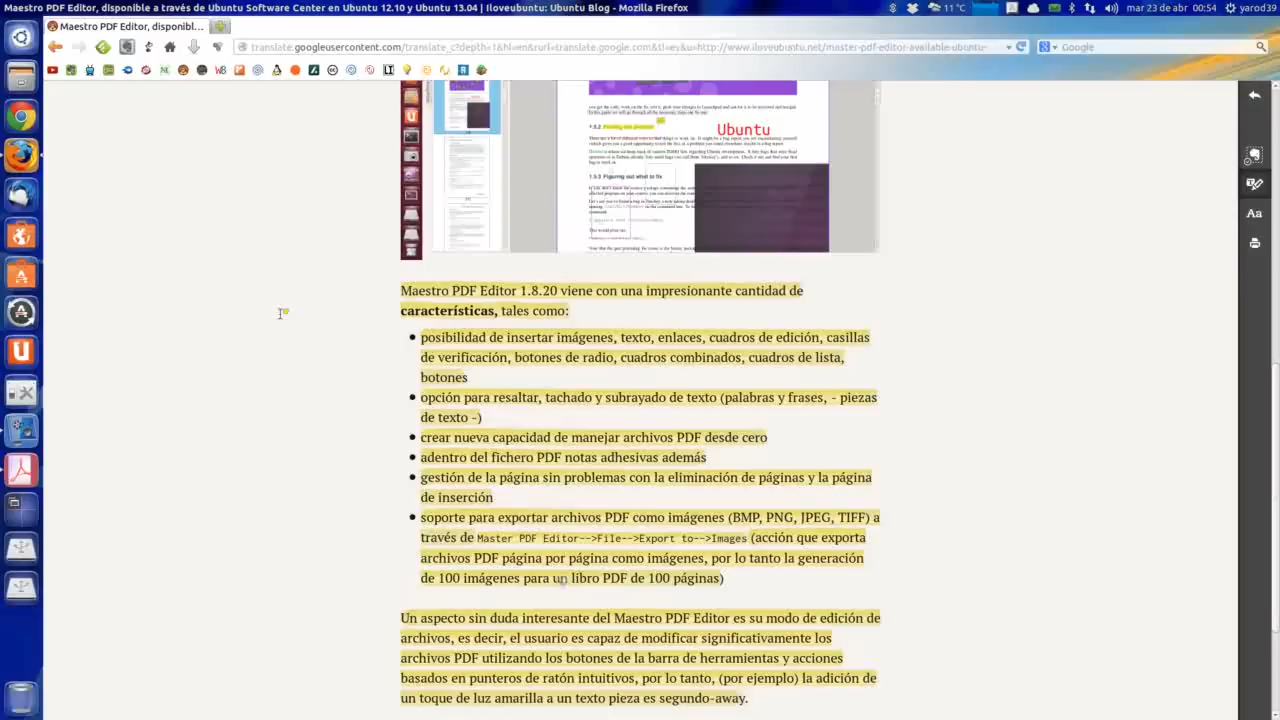 Maestro PDF Editor, disponible a través de Ubuntu Software Center en Ubuntu 12.10 y Ubuntu 13.04 | Iloveubuntu: Ubuntu Blog - Mozilla Firefox
11°C
mar 23 de abr
00:54
yarod39
Maestro PDF Editor, disponibl...
translate.googleusercontent.com/translate_c?depth=1&hl=en&rurl=translate.google.com&tl=ey&u=http://www.iloveubuntu.net/master-pdf-editor-available-ubuntu-
Google
Ubuntu
1.5.3 Figuring out what to fix
Aa
Maestro PDF Editor 1.8.20 viene con una impresionante cantidad de
características, tales como:
posibilidad de insertar imágenes, texto, enlaces, cuadros de edición, casillas
de verificación, botones de radio, cuadros combinados, cuadros de lista,
botones
opción para resaltar, tachado y subrayado de texto (palabras y frases, - piezas
de texto -)
crear nueva capacidad de manejar archivos PDF desde cero
adentro del fichero PDF notas adhesivas además
gestión de la página sin problemas con la eliminación de páginas y la página
de inserción
soporte para exportar archivos PDF como imágenes (BMP, PNG, JPEG, TIFF) a
través de Master PDF Editor-->File-->Export to-->Images (acción que exporta
archivos PDF página por página como imágenes, por lo tanto la generación
de 100 imágenes para un libro PDF de 100 páginas)
Un aspecto sin duda interesante del Maestro PDF Editor es su modo de edición de
archivos, es decir, el usuario es capaz de modificar significativamente los
archivos PDF utilizando los botones de la barra de herramientas y acciones
basados en punteros de ratón intuitivos, por lo tanto, (por ejemplo) la adición de
un toque de luz amarilla a un texto pieza es segundo-away.